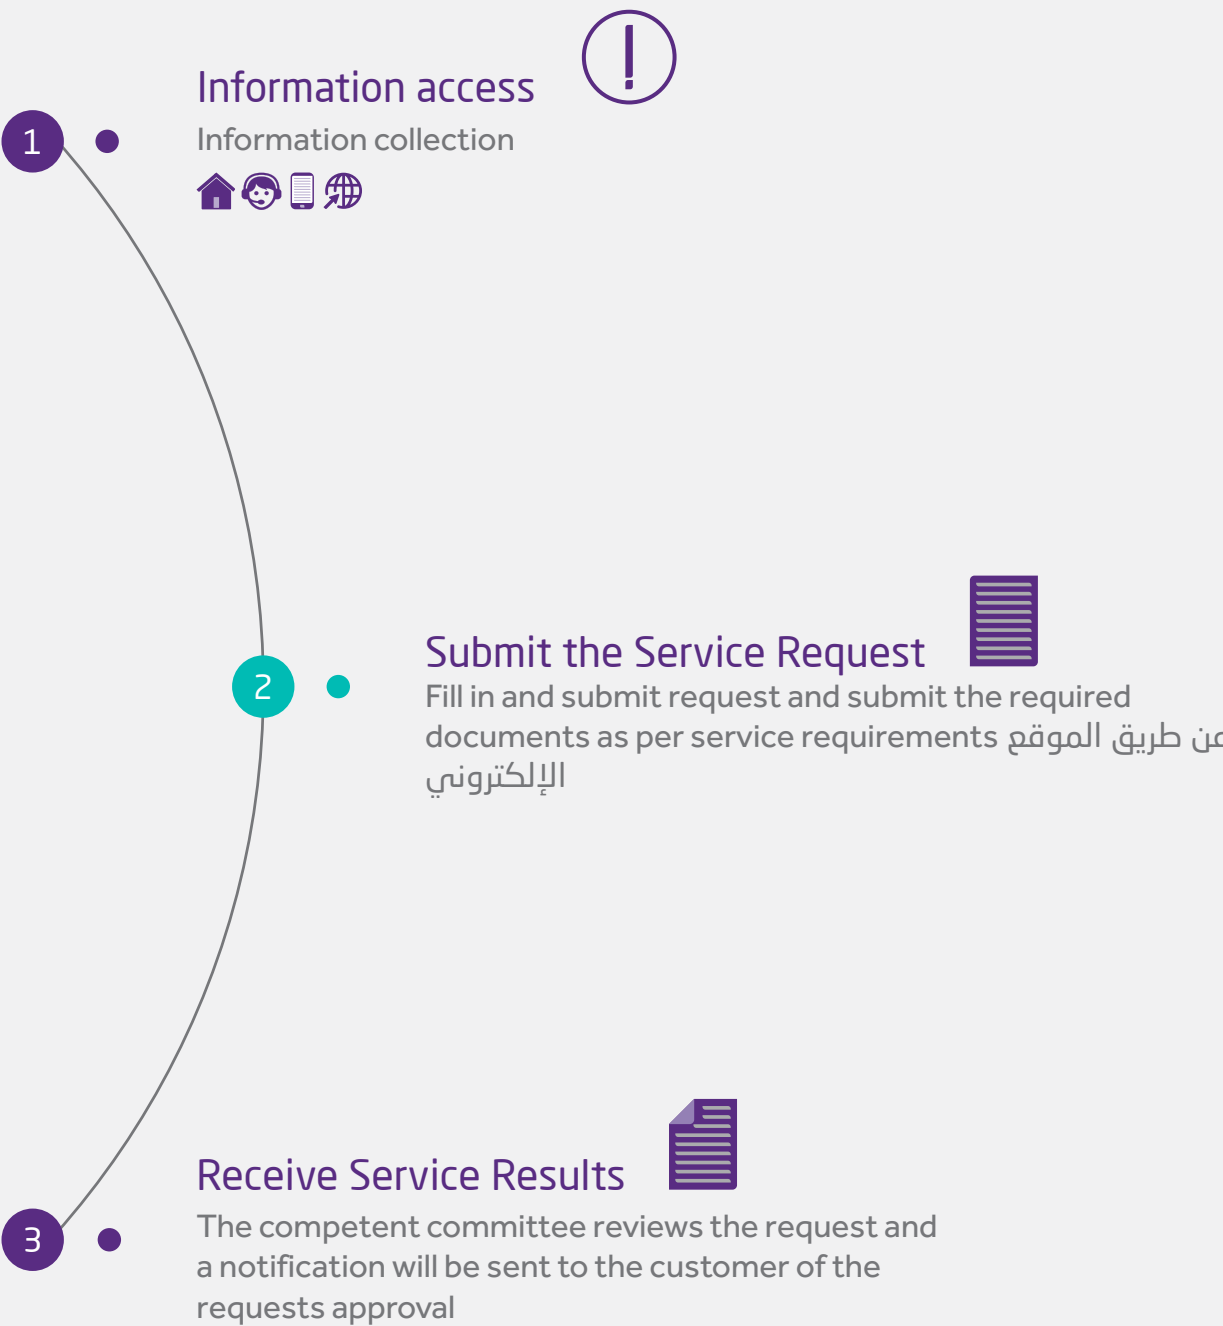 Information access
1
Information collection
Submit the Service Request
2
Fill in and submit request and submit the required
documents as per service requirements عن طريق الموقع
الإلكتروني
Receive Service Results
3
The competent committee reviews the request and
a notification will be sent to the customer of the
requests approval